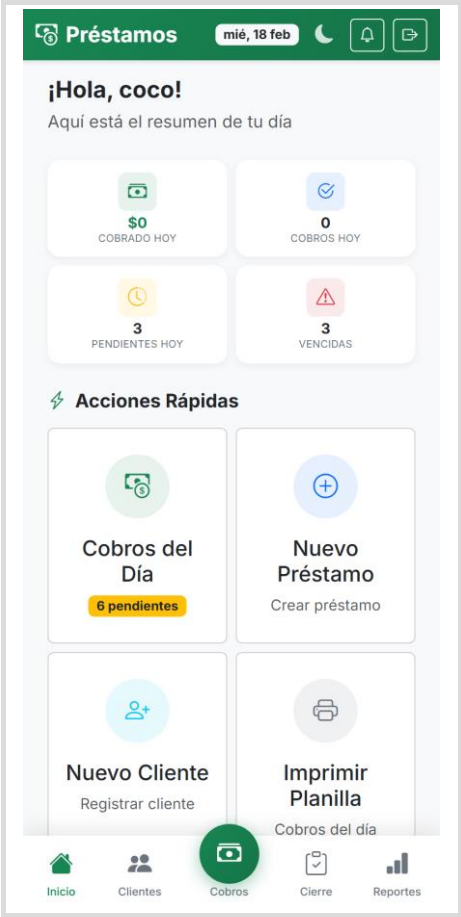 Préstamos
mié, 18 feb
¡Hola, coco!
Aquí está el resumen de tu día
$0
COBRADO HOY
0
COBROS HOY
3
PENDIENTES HOY
3
VENCIDAS
Acciones Rápidas
Cobros del
Día
6 pendientes
Nuevo
Préstamo
Crear préstamo
Nuevo Cliente
Registrar cliente
Imprimir
Planilla
Cobros del día
Inicio
Clientes
Cobros
Cierre
Reportes